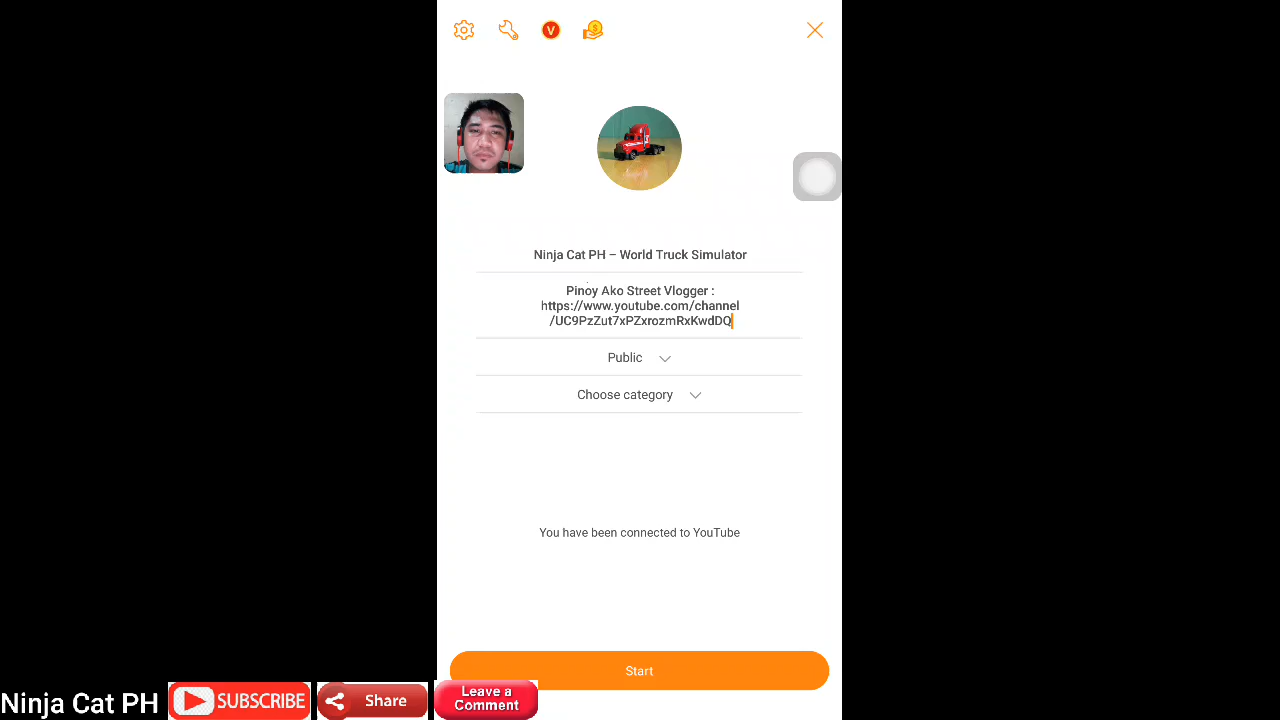 V
$
Ninja Cat PH – World Truck Simulator
Pinoy Ako Street Vlogger :
https://www.youtube.com/channel
/UC9PzZut7xPZxrozmRxKwdDQ
Public
Choose category
You have been connected to YouTube
Start
Ninja Cat PH
SUBSCRIBE
Share
Leave a
Comment